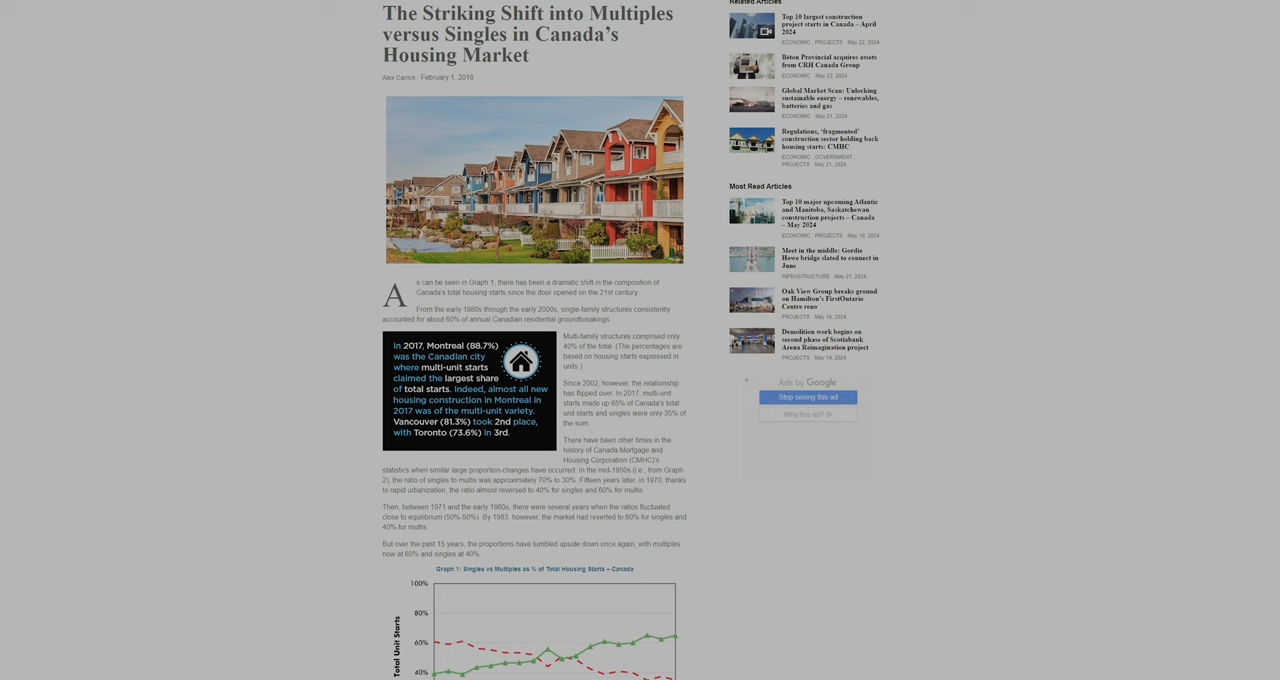 The Striking Shift into Multiples
versus Singles in Canada's
Housing Market
Alex Carrick February 1, 2018
As can be seen in Graph 1, there has been a dramatic shift in the composition of
Canada's total housing starts since the door opened on the 21st century.
From the early 1980s through the early 2000s, single-family structures consistently
accounted for about 60% of annual Canadian residential groundbreakings.
In 2017, Montreal (88.7%)
was the Canadian city
where multi-unit starts
claimed the largest share
of total starts. Indeed, almost all new
housing construction in Montreal in
2017 was of the multi-unit variety.
Vancouver (81.3%) took 2nd place,
with Toronto (73.6%) in 3rd.
Multi-family structures comprised only
40% of the total. (The percentages are
based on housing starts expressed in
units.)
Since 2002, however, the relationship
has flipped over. In 2017, multi-unit
starts made up 65% of Canada's total
unit starts and singles were only 35% of
the sum.
There have been other times in the
history of Canada Mortgage and
Housing Corporation (CMHC)'s
statistics when similar large proportion-changes have occurred. In the mid-1950s (i.e., from Graph
2), the ratio of singles to multis was approximately 70% to 30%. Fifteen years later, in 1970, thanks
to rapid urbanization, the ratio almost reversed to 40% for singles and 60% for multis.
Then, between 1971 and the early 1980s, there were several years when the ratios fluctuated
close to equilibrium (50%-50%). By 1983, however, the market had reverted to 60% for singles and
40% for multis.
But over the past 15 years, the proportions have tumbled upside down once again, with multiples
now at 60% and singles at 40%.
Graph 1: Singles vs Multiples as % of Total Housing Starts – Canada
100%
80%
60%
40%
Total Unit Starts
Related Articles
Top 10 largest construction
project starts in Canada – April
2024
ECONOMIC , PROJECTS May 22, 2024
Béton Provincial acquires assets
from CRH Canada Group
ECONOMIC May 22, 2024
Global Market Scan: Unlocking
sustainable energy – renewables,
batteries and gas
ECONOMIC May 21, 2024
Regulations, 'fragmented'
construction sector holding back
housing starts: CMHC
ECONOMIC , GOVERNMENT ,
PROJECTS May 21, 2024
Most Read Articles
Top 10 major upcoming Atlantic
and Manitoba, Saskatchewan
construction projects – Canada
– May 2024
ECONOMIC , PROJECTS May 19, 2024
Meet in the middle: Gordie
Howe bridge slated to connect in
June
INFRASTRUCTURE May 21, 2024
Oak View Group breaks ground
on Hamilton's FirstOntario
Centre reno
PROJECTS May 16, 2024
Demolition work begins on
second phase of Scotiabank
Arena Reimagination project
PROJECTS May 14, 2024
Ads by Google
Stop seeing this ad
Why this ad?